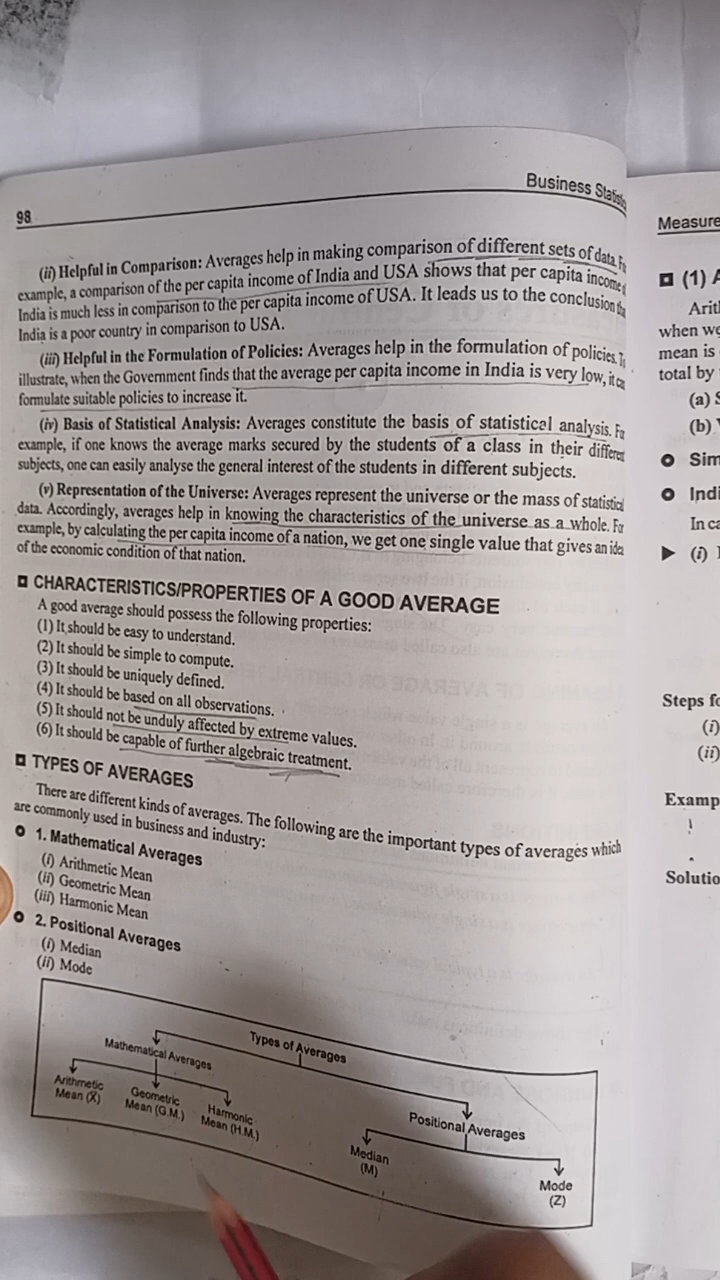 98
Business Statistic
(ii) Helpful in Comparison: Averages help in making comparison of different sets of data. For
example, a comparison of the per capita income of India and USA shows that per capita income of
India is much less in comparison to the per capita income of USA. It leads us to the conclusion tha
India is a poor country in comparison to USA.
(iii) Helpful in the Formulation of Policies: Averages help in the formulation of policies. To
illustrate, when the Government finds that the average per capita income in India is very low, it can
formulate suitable policies to increase it.
(iv) Basis of Statistical Analysis: Averages constitute the basis of statistical analysis. For
example, if one knows the average marks secured by the students of a class in their different
subjects, one can easily analyse the general interest of the students in different subjects.
(v) Representation of the Universe: Averages represent the universe or the mass of statistical
data. Accordingly, averages help in knowing the characteristics of the universe as a whole. For
example, by calculating the per capita income of a nation, we get one single value that gives an idea
of the economic condition of that nation.
CHARACTERISTICS/PROPERTIES OF A GOOD AVERAGE
A good average should possess the following properties:
(1) It should be easy to understand.
(2) It should be simple to compute.
(3) It should be uniquely defined.
(4) It should be based on all observations.
(5) It should not be unduly affected by extreme values.
(6) It should be capable of further algebraic treatment.
TYPES OF AVERAGES
There are different kinds of averages. The following are the important types of averages which
are commonly used in business and industry:
1. Mathematical Averages
(i) Arithmetic Mean
(ii) Geometric Mean
(iii) Harmonic Mean
2. Positional Averages
(i) Median
(ii) Mode
Types of Averages
Mathematical Averages
Arithmetic
Mean (X̄)
Geometric
Mean (G.M.)
Harmonic
Mean (H.M.)
Positional Averages
Median
(M)
Mode
(Z)
Measure
(1) A
Arit
when we
mean is
total by
(a) S
(b)
Sim
Indi
In ca
(i)
Steps fo
(i)
(ii)
Examp
Solutio